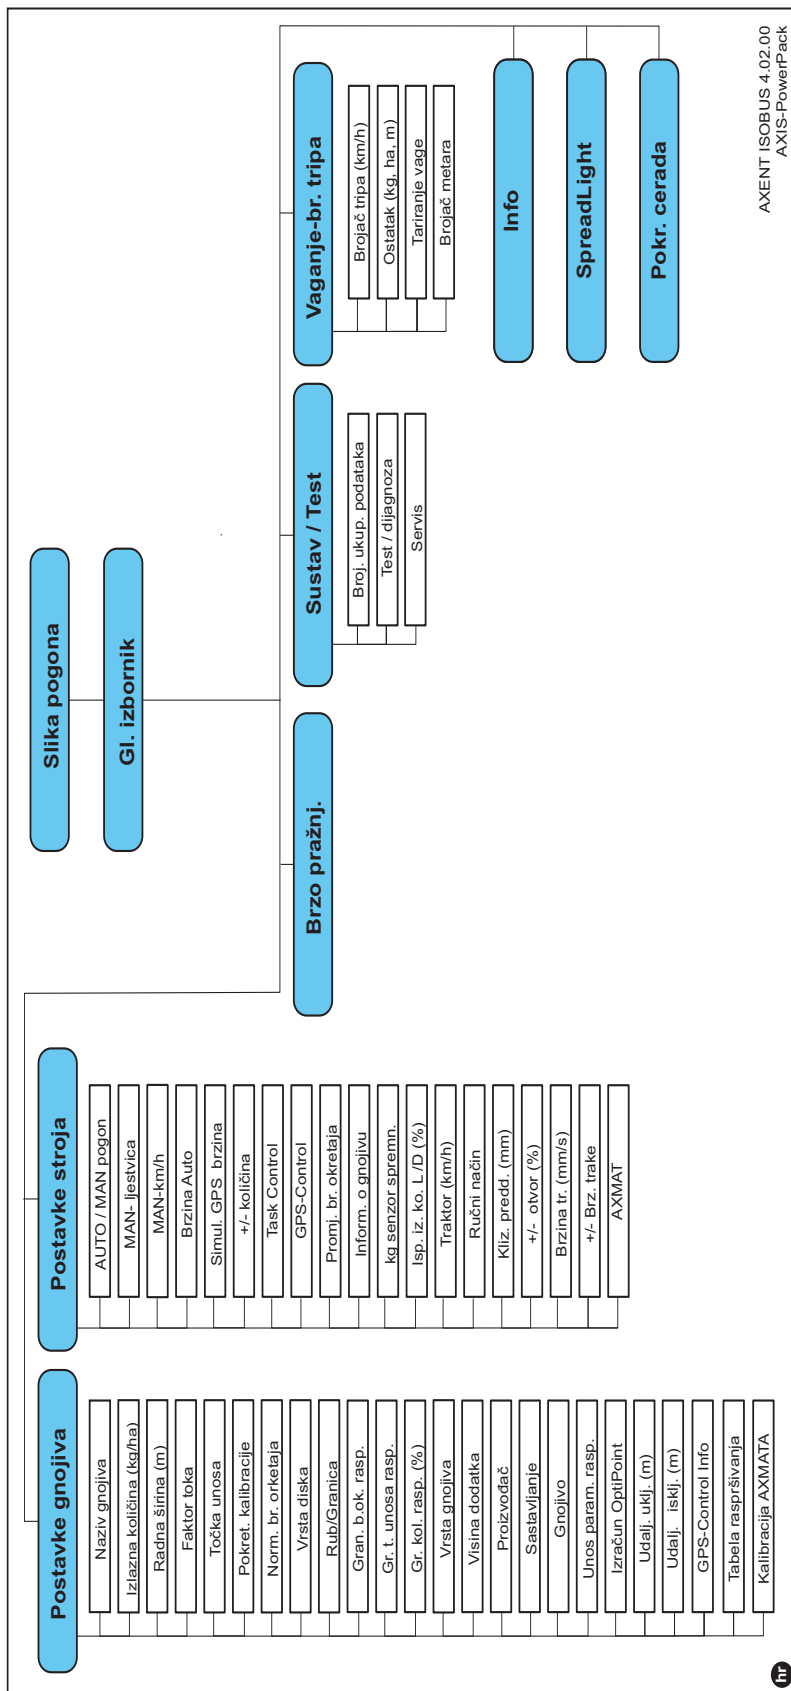 Slika pogona
Gl. izbornik
Postavke gnojiva
Naziv gnojiva
Izlazna količina (kg/ha)
Radna širina (m)
Faktor toka
Točka unosa
Pokret. kalibracije
Norm. br. orketaja
Vrsta diska
Rub/Granica
Gran. b.ok. rasp.
Gr. t. unosa rasp.
Gr. kol. rasp. (%)
Vrsta gnojiva
Visina dodatka
Proizvođač
Sastavljanje
Gnojivo
Unos param. rasp.
Izračun OptiPoint
Udalj. uklj. (m)
Udalj. isklj. (m)
GPS-Control Info
Tabela raspršivanja
Kalibracija AXMATA
Postavke stroja
AUTO / MAN pogon
MAN- ljestvica
MAN-km/h
Brzina Auto
Simul. GPS brzina
+/- količina
Task Control
GPS-Control
Promj. br. okretaja
Inform. o gnojivu
kg senzor spremn.
Isp. iz. ko. L /D (%)
Traktor (km/h)
Ručni način
Kliz. predd. (mm)
+/- otvor (%)
Brzina tr. (mm/s)
+/- Brz. trake
AXMAT
Brzo pražnj.
Sustav / Test
Broj. ukup. podataka
Test / dijagnoza
Servis
Vaganje-br. tripa
Brojač tripa (km/h)
Ostatak (kg, ha, m)
Tariranje vage
Brojač metara
Info
SpreadLight
Pokr. cerada
AXENT ISOBUS 4.02.00
AXIS-PowerPack
hr